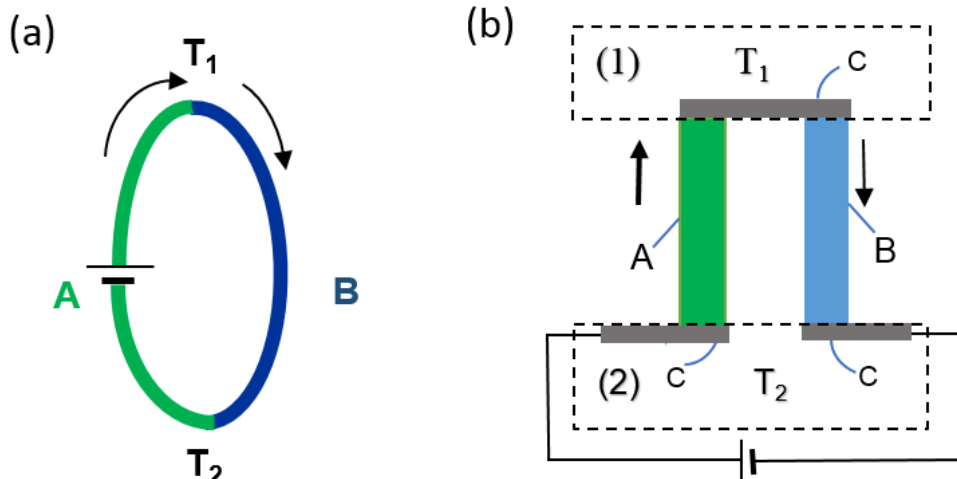 (a)
T₁
A
B
T₂
(b)
(1) T₁ C
A
B
C C
(2) T₂